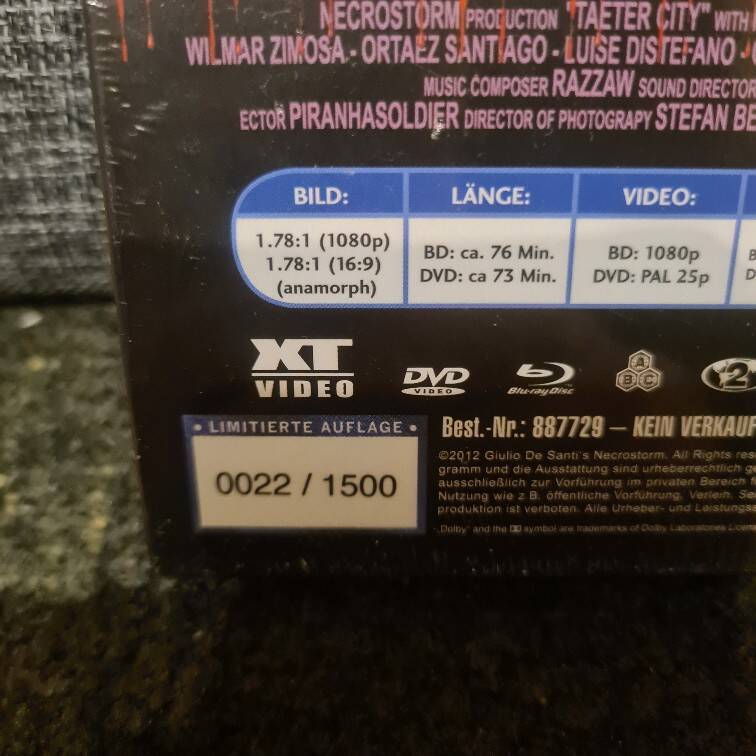 NECROSTORM PRODUCTION "TAETER CITY" WITH
WILMAR ZIMOSA - ORTAEZ SANTIAGO - LUISE DISTEFANO -
MUSIC COMPOSER RAZZAW SOUND DIRECTOR
ECTOR PIRANHASOLDIER DIRECTOR OF PHOTOGRAPY STEFAN BE
BILD: LÄNGE: VIDEO:
1.78:1 (1080p)
1.78:1 (16:9)
(anamorph)
BD: ca. 76 Min.
DVD: ca 73 Min.
BD: 1080p
DVD: PAL 25p
XT
VIDEO
DVD
VIDEO
Blu-ray Disc
A
B C
2
• LIMITIERTE AUFLAGE •
0022 / 1500
Best.-Nr.: 887729 – KEIN VERKAUF
©2012 Giulio De Santi's Necrostorm. All Rights res
gramm und die Ausstattung sind urheberrechtlich g
ausschließlich zur Vorführung im privaten Bereich
Nutzung wie z.B. öffentliche Vorführung, Verleih, Se
produktion ist verboten. Alle Urheber- und Leistungs
Dolby and the symbol are trademarks of Dolby Laboratories